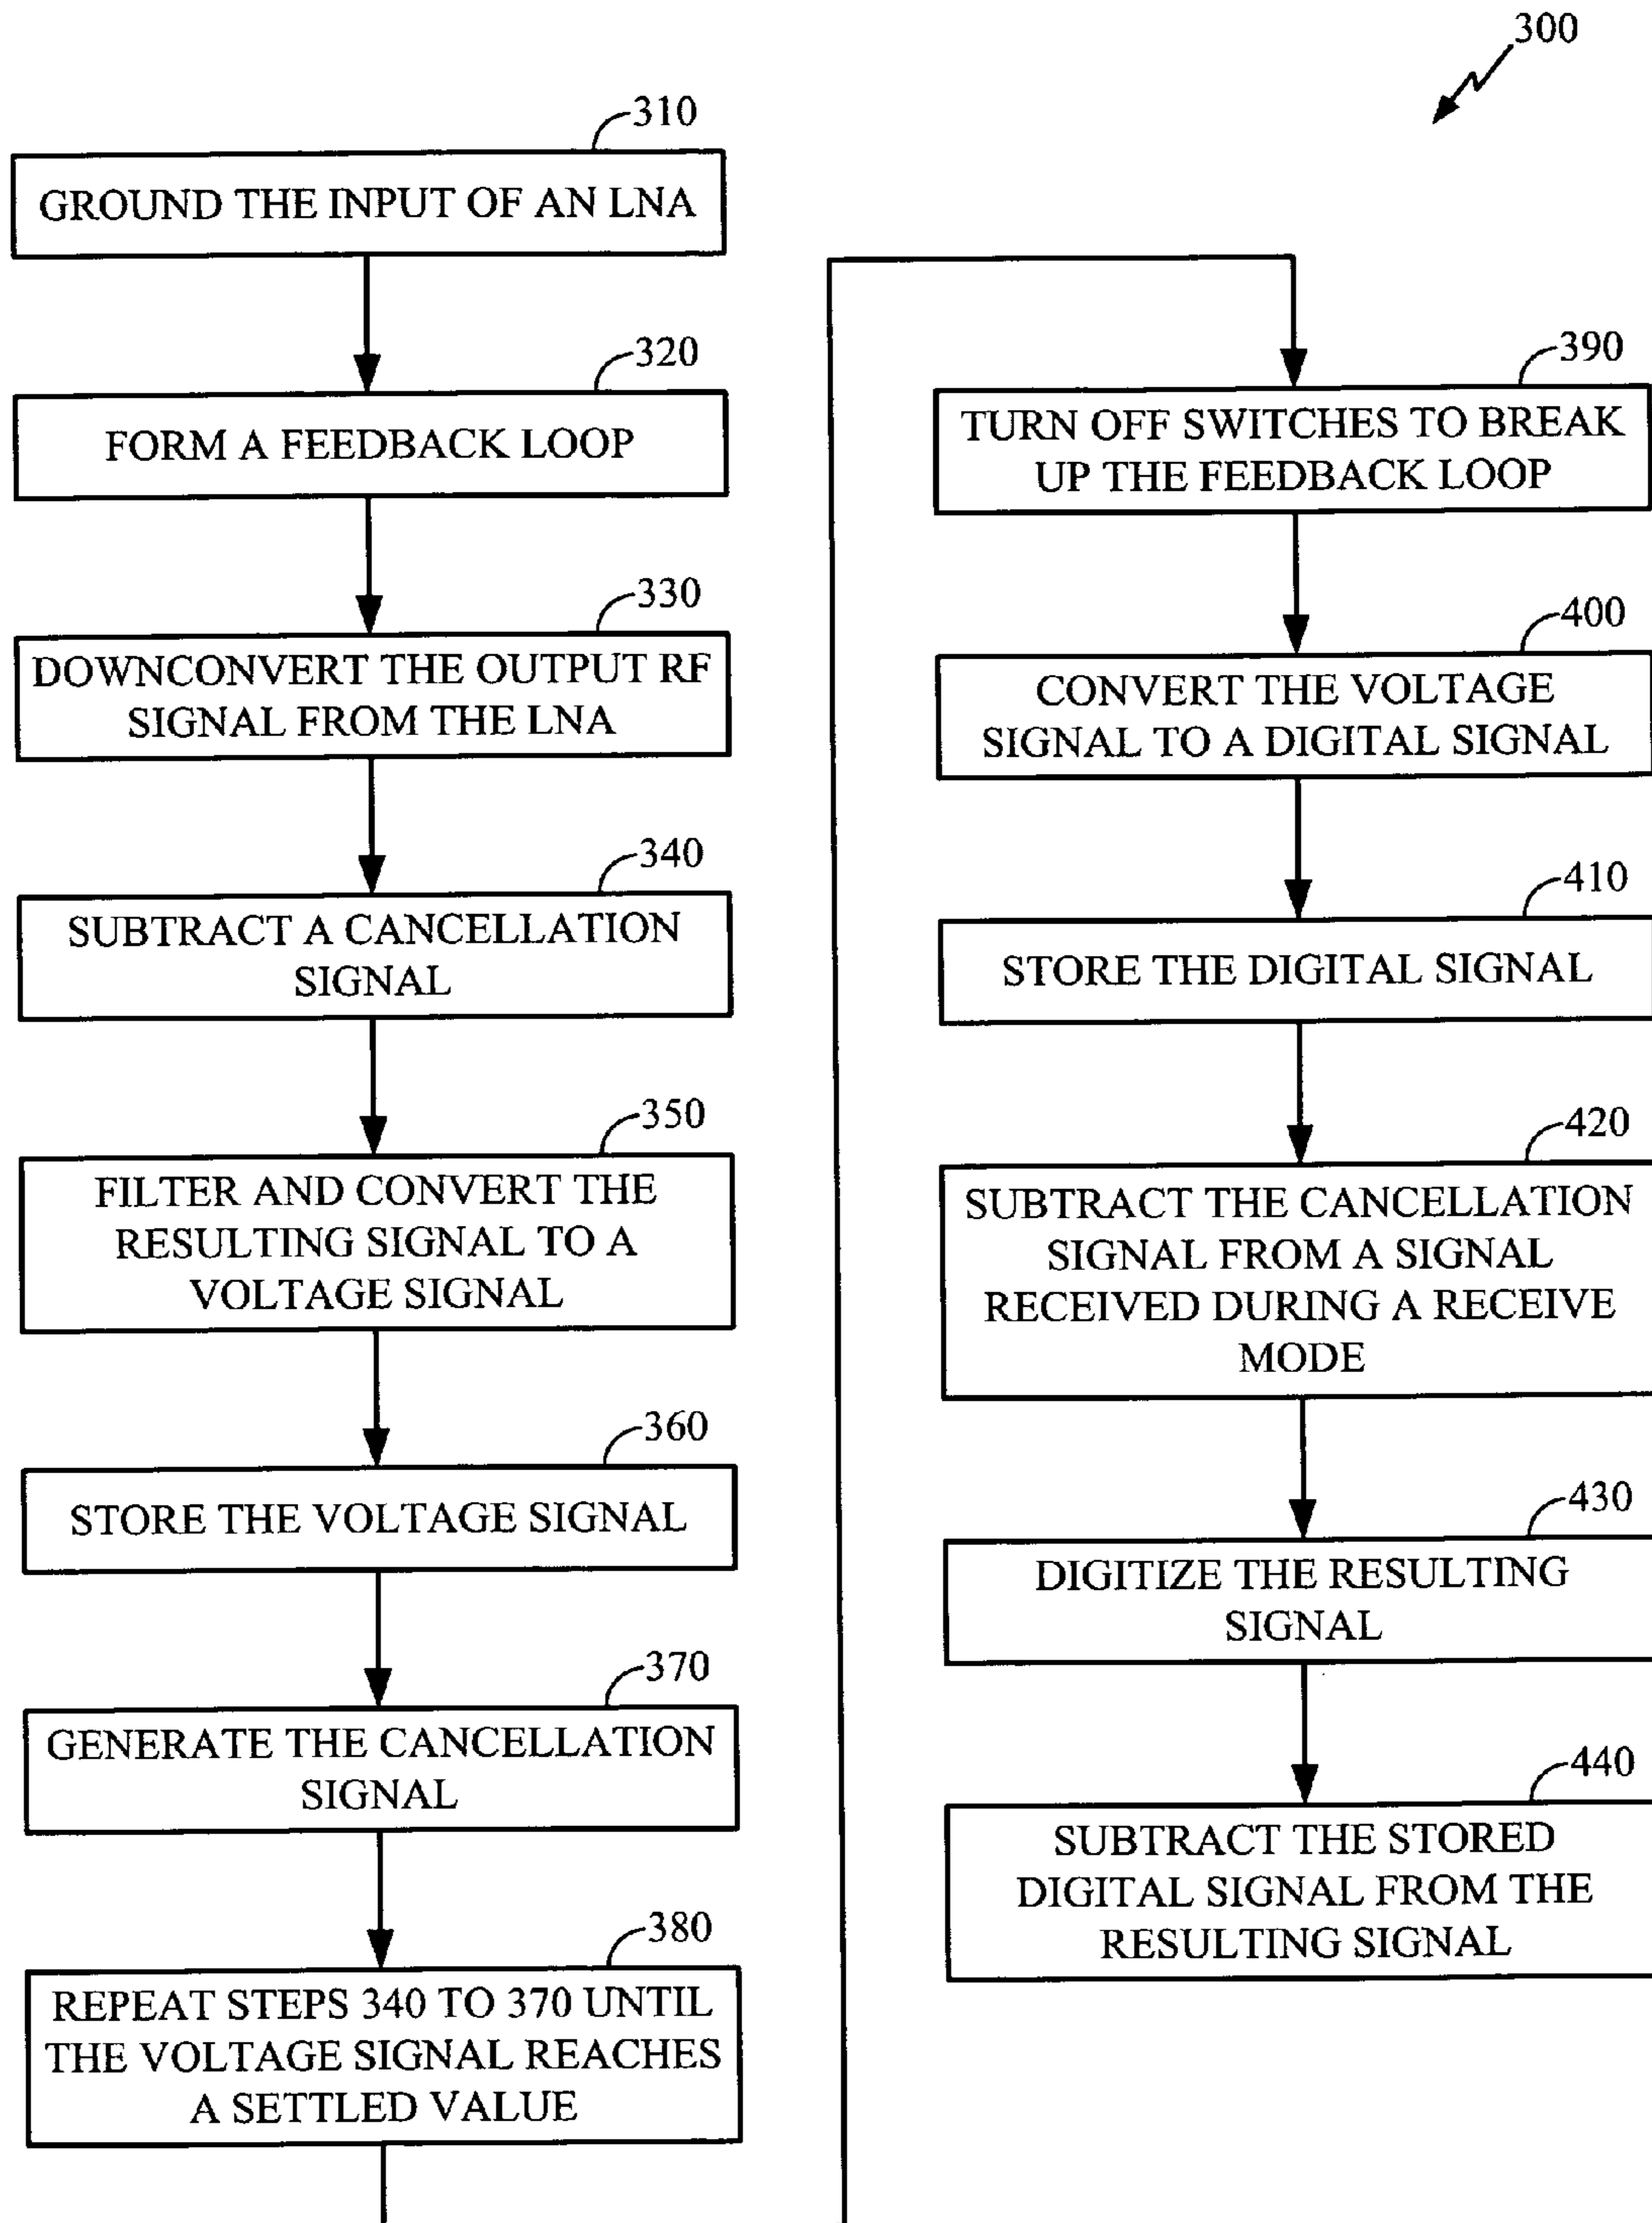 300
310
GROUND THE INPUT OF AN LNA
320
FORM A FEEDBACK LOOP
330
DOWNCONVERT THE OUTPUT RF
SIGNAL FROM THE LNA
340
SUBTRACT A CANCELLATION
SIGNAL
350
FILTER AND CONVERT THE
RESULTING SIGNAL TO A
VOLTAGE SIGNAL
360
STORE THE VOLTAGE SIGNAL
370
GENERATE THE CANCELLATION
SIGNAL
380
REPEAT STEPS 340 TO 370 UNTIL
THE VOLTAGE SIGNAL REACHES
A SETTLED VALUE
390
TURN OFF SWITCHES TO BREAK
UP THE FEEDBACK LOOP
400
CONVERT THE VOLTAGE
SIGNAL TO A DIGITAL SIGNAL
410
STORE THE DIGITAL SIGNAL
420
SUBTRACT THE CANCELLATION
SIGNAL FROM A SIGNAL
RECEIVED DURING A RECEIVE
MODE
430
DIGITIZE THE RESULTING
SIGNAL
440
SUBTRACT THE STORED
DIGITAL SIGNAL FROM THE
RESULTING SIGNAL